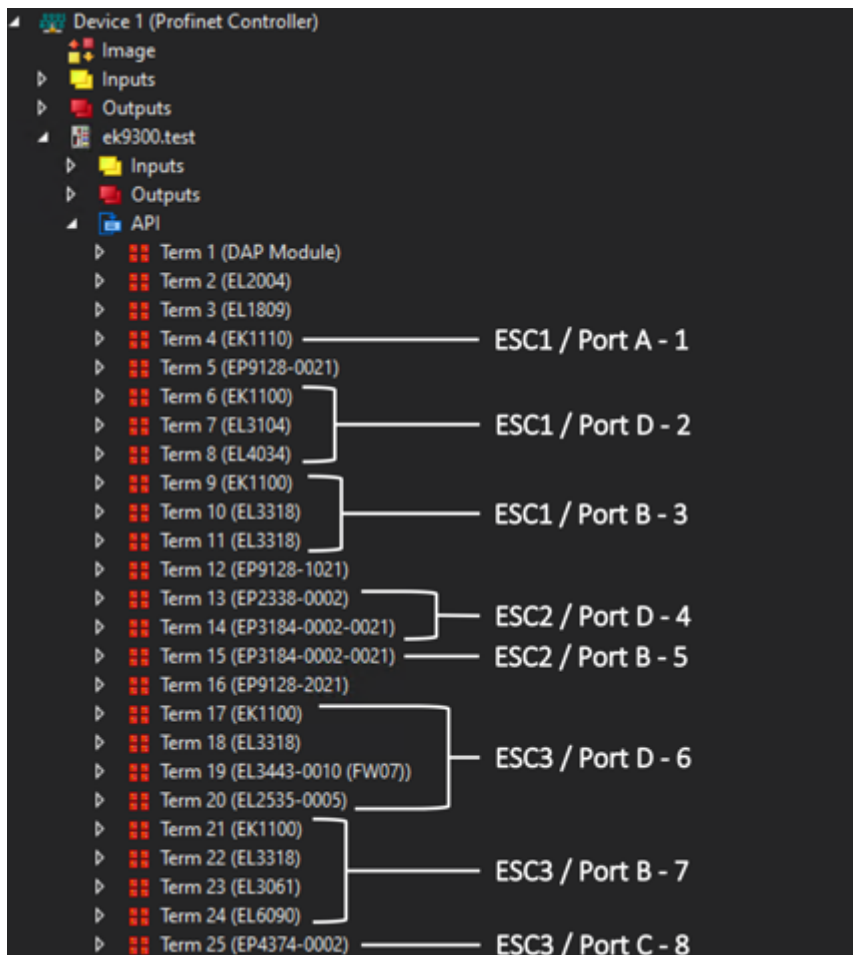 Device 1 (Profinet Controller)
Image
Inputs
Outputs
ek9300.test
Inputs
Outputs
API
Term 1 (DAP Module)
Term 2 (EL2004)
Term 3 (EL1809)
Term 4 (EK1110) ESC1 / Port A - 1
Term 5 (EP9128-0021)
Term 6 (EK1100)
Term 7 (EL3104) ESC1 / Port D - 2
Term 8 (EL4034)
Term 9 (EK1100)
Term 10 (EL3318) ESC1 / Port B - 3
Term 11 (EL3318)
Term 12 (EP9128-1021)
Term 13 (EP2338-0002)
ESC2 / Port D - 4
Term 14 (EP3184-0002-0021)
Term 15 (EP3184-0002-0021) ESC2 / Port B - 5
Term 16 (EP9128-2021)
Term 17 (EK1100)
Term 18 (EL3318)
ESC3 / Port D - 6
Term 19 (EL3443-0010 (FW07))
Term 20 (EL2535-0005)
Term 21 (EK1100)
Term 22 (EL3318)
ESC3 / Port B - 7
Term 23 (EL3061)
Term 24 (EL6090)
Term 25 (EP4374-0002) ESC3 / Port C - 8